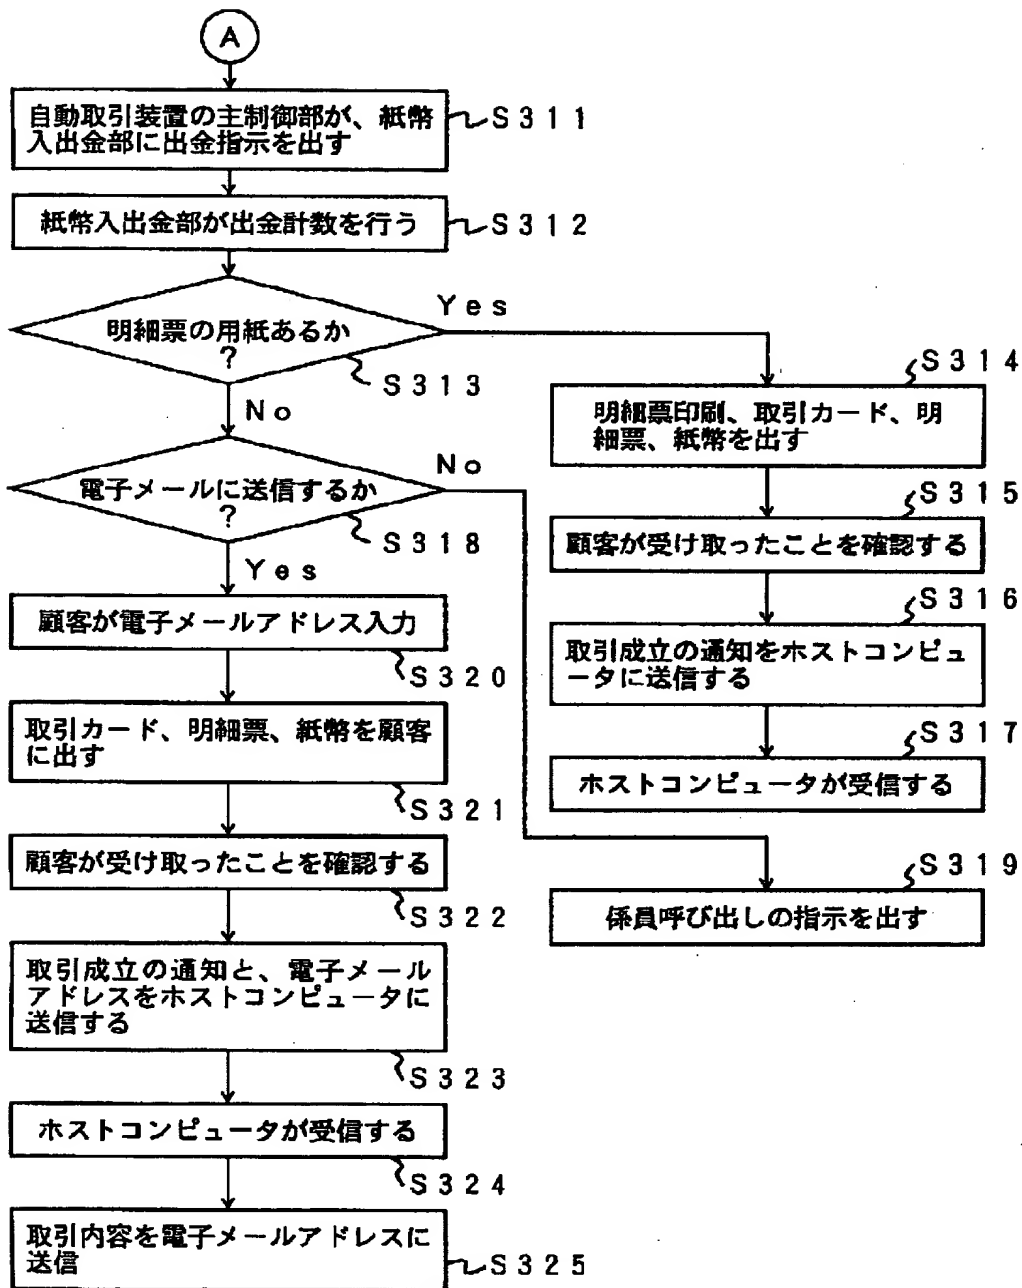 A
自動取引装置の主制御部が、紙幣
入出金部に出金指示を出す
S311
紙幣入出金部が出金計数を行う
S312
明細票の用紙あるか
?
S313
Yes
No
S314
明細票印刷、取引カード、明
細票、紙幣を出す
S315
顧客が受け取ったことを確認する
S316
取引成立の通知をホストコンピュ
ータに送信する
S317
ホストコンピュータが受信する
電子メールに送信するか
?
S318
No
Yes
S319
係員呼び出しの指示を出す
顧客が電子メールアドレス入力
S320
取引カード、明細票、紙幣を顧客
に出す
S321
顧客が受け取ったことを確認する
S322
取引成立の通知と、電子メール
アドレスをホストコンピュータに
送信する
S323
ホストコンピュータが受信する
S324
取引内容を電子メールアドレスに
送信
S325